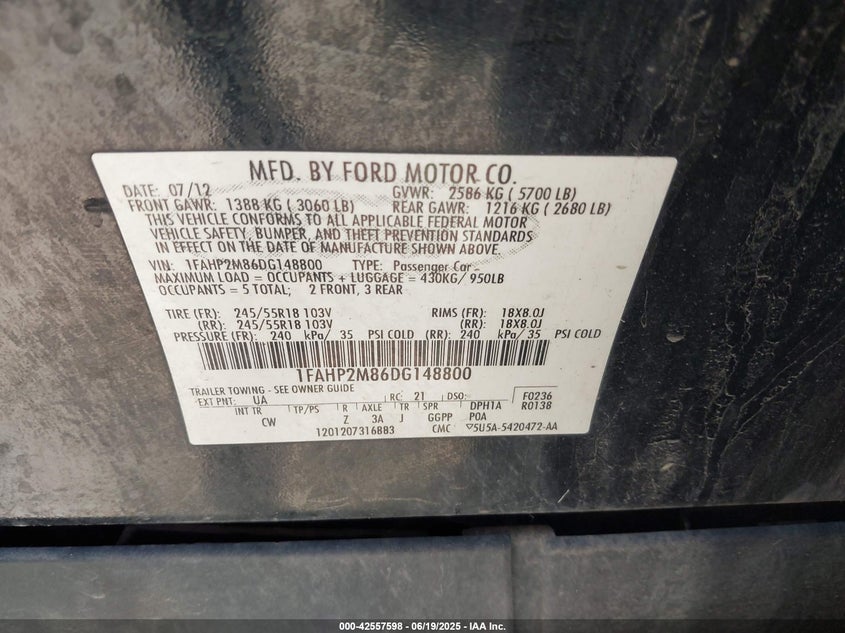 MFD. BY FORD MOTOR CO.
DATE: 07/12 GVWR: 2586 KG ( 5700 LB)
FRONT GAWR: 1388 KG ( 3060 LB) REAR GAWR: 1216 KG ( 2680 LB)
THIS VEHICLE CONFORMS TO ALL APPLICABLE FEDERAL MOTOR
VEHICLE SAFETY, BUMPER, AND THEFT PREVENTION STANDARDS
IN EFFECT ON THE DATE OF MANUFACTURE SHOWN ABOVE.
VIN: 1FAHP2M86DG148800 TYPE: Passenger Car
MAXIMUM LOAD = OCCUPANTS + LUGGAGE = 430KG/ 950LB
OCCUPANTS = 5 TOTAL; 2 FRONT, 3 REAR
TIRE (FR): 245/55R18 103V RIMS (FR): 18X8.0J
(RR): 245/55R18 103V (RR): 18X8.0J
PRESSURE (FR): 240 kPa/ 35 PSI COLD (RR): 240 kPa/ 35 PSI COLD
1FAHP2M86DG148800
TRAILER TOWING - SEE OWNER GUIDE
EXT PNT: UA RC: 21 DSO: F0236
R0138
INT TR TP/PS R AXLE TR SPR DPH1A
CW Z 3A J GGPP P0A
1201207316883 CMC 5U5A-5420472-AA
000-42557598 - 06/19/2025 - IAA Inc.